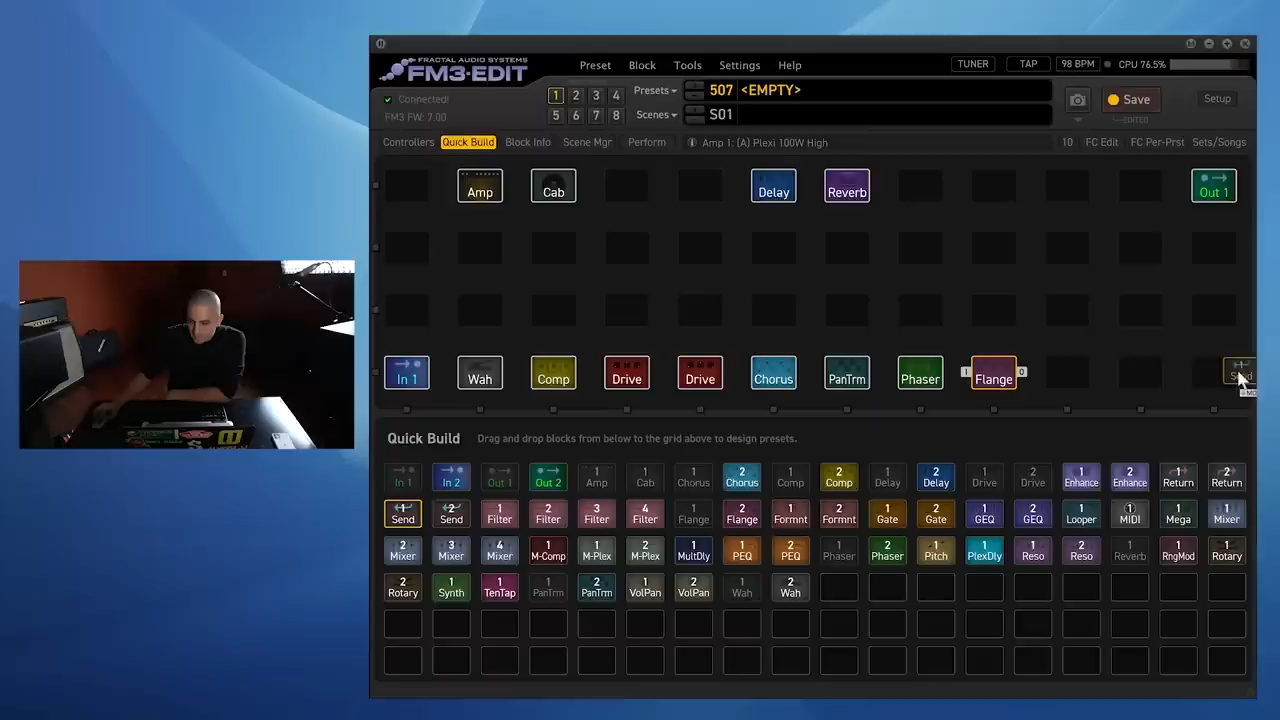 FRACTAL AUDIO SYSTEMS
FM3-EDIT
Preset Block Tools Settings Help
TUNER TAP 98 BPM CPU 76.5%
Connected!
FM3 FW: 7.00
1 2 3 4
5 6 7 8
Presets 507 <EMPTY>
Scenes S01
Save
EDITED
Setup
Controllers Quick Build Block Info Scene Mgr Perform Amp 1: (A) Plexi 100W High 10 FC Edit FC Per-Prst Sets/Songs
Amp Cab Delay Reverb Out 1
In 1 Wah Comp Drive Drive Chorus PanTrm Phaser I Flange O
Quick Build Drag and drop blocks from below to the grid above to design presets.
1 In 1 2 In 2 Out 1 Out 2 1 Amp 1 Cab 1 Chorus 2 Chorus 1 Comp 2 Comp 1 Delay 2 Delay 1 Drive 2 Drive 1 Enhance 2 Enhance 1 Return 2 Return
1 Send 2 Send 1 Filter 2 Filter 3 Filter 4 Filter 1 Flange 2 Flange 1 Formnt 2 Formnt 1 Gate 2 Gate 1 GEQ 2 GEQ 1 Looper 1 MIDI 1 Mega 1 Mixer
2 Mixer 3 Mixer 4 Mixer 1 M-Comp 1 M-Plex 2 M-Plex 1 MultDly 1 PEQ 2 PEQ 1 Phaser 2 Phaser 1 Pitch 1 PlexDly 1 Reso 2 Reso 1 Reverb 1 RngMod 1 Rotary
2 Rotary 1 Synth 1 TenTap 1 PanTrm 2 PanTrm 1 VolPan 2 VolPan 1 Wah 2 Wah